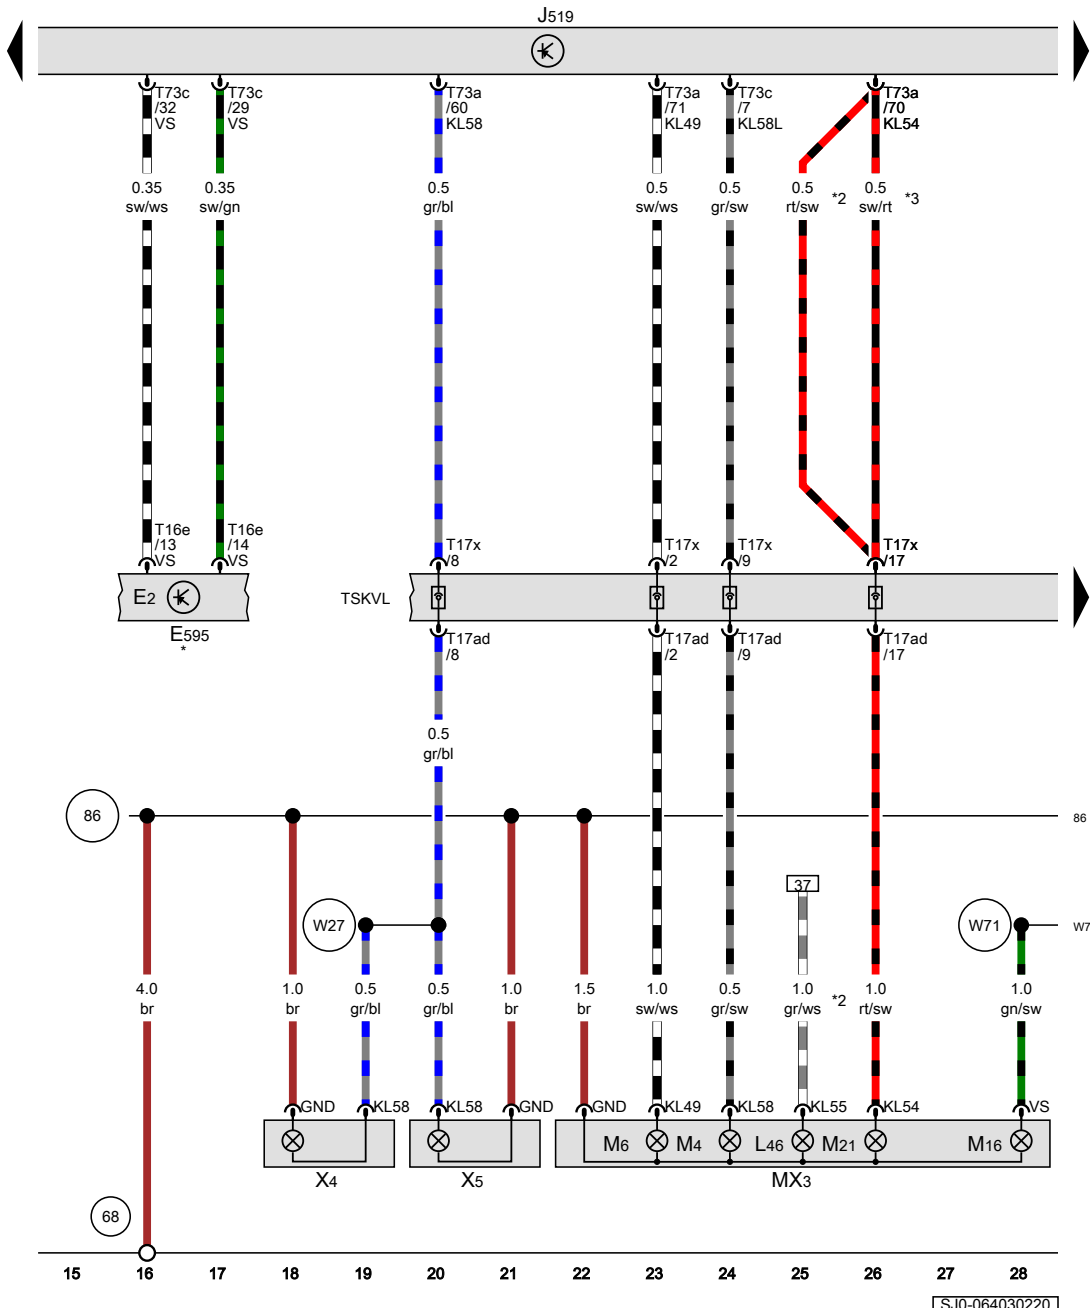 J519
T73c T73c T73a T73a T73c T73a
/32 /29 /60 /71 /7 /70
VS VS KL58 KL49 KL58L KL54
0.35 0.35 0.5 0.5 0.5 0.5 0.5
sw/ws sw/gn gr/bl sw/ws gr/sw rt/sw *2 sw/rt *3
T16e T16e
/13 /14
VS VS
T17x T17x T17x T17x
/8 /2 /9 /17
E2 TSKVL
E595
*
T17ad T17ad T17ad T17ad
/8 /2 /9 /17
0.5
gr/bl
86 86
37
W27 W71 W7
4.0 1.0 0.5 0.5 1.0 1.5 1.0 0.5 1.0 1.0 1.0
br br gr/bl gr/bl br br sw/ws gr/sw gr/ws *2 rt/sw gn/sw
GND KL58 KL58 GND GND KL49 KL58 KL55 KL54 VS
M6 M4 L46 M21 M16
X4 X5 MX3
68
15 16 17 18 19 20 21 22 23 24 25 26 27 28
SJ0-064030220